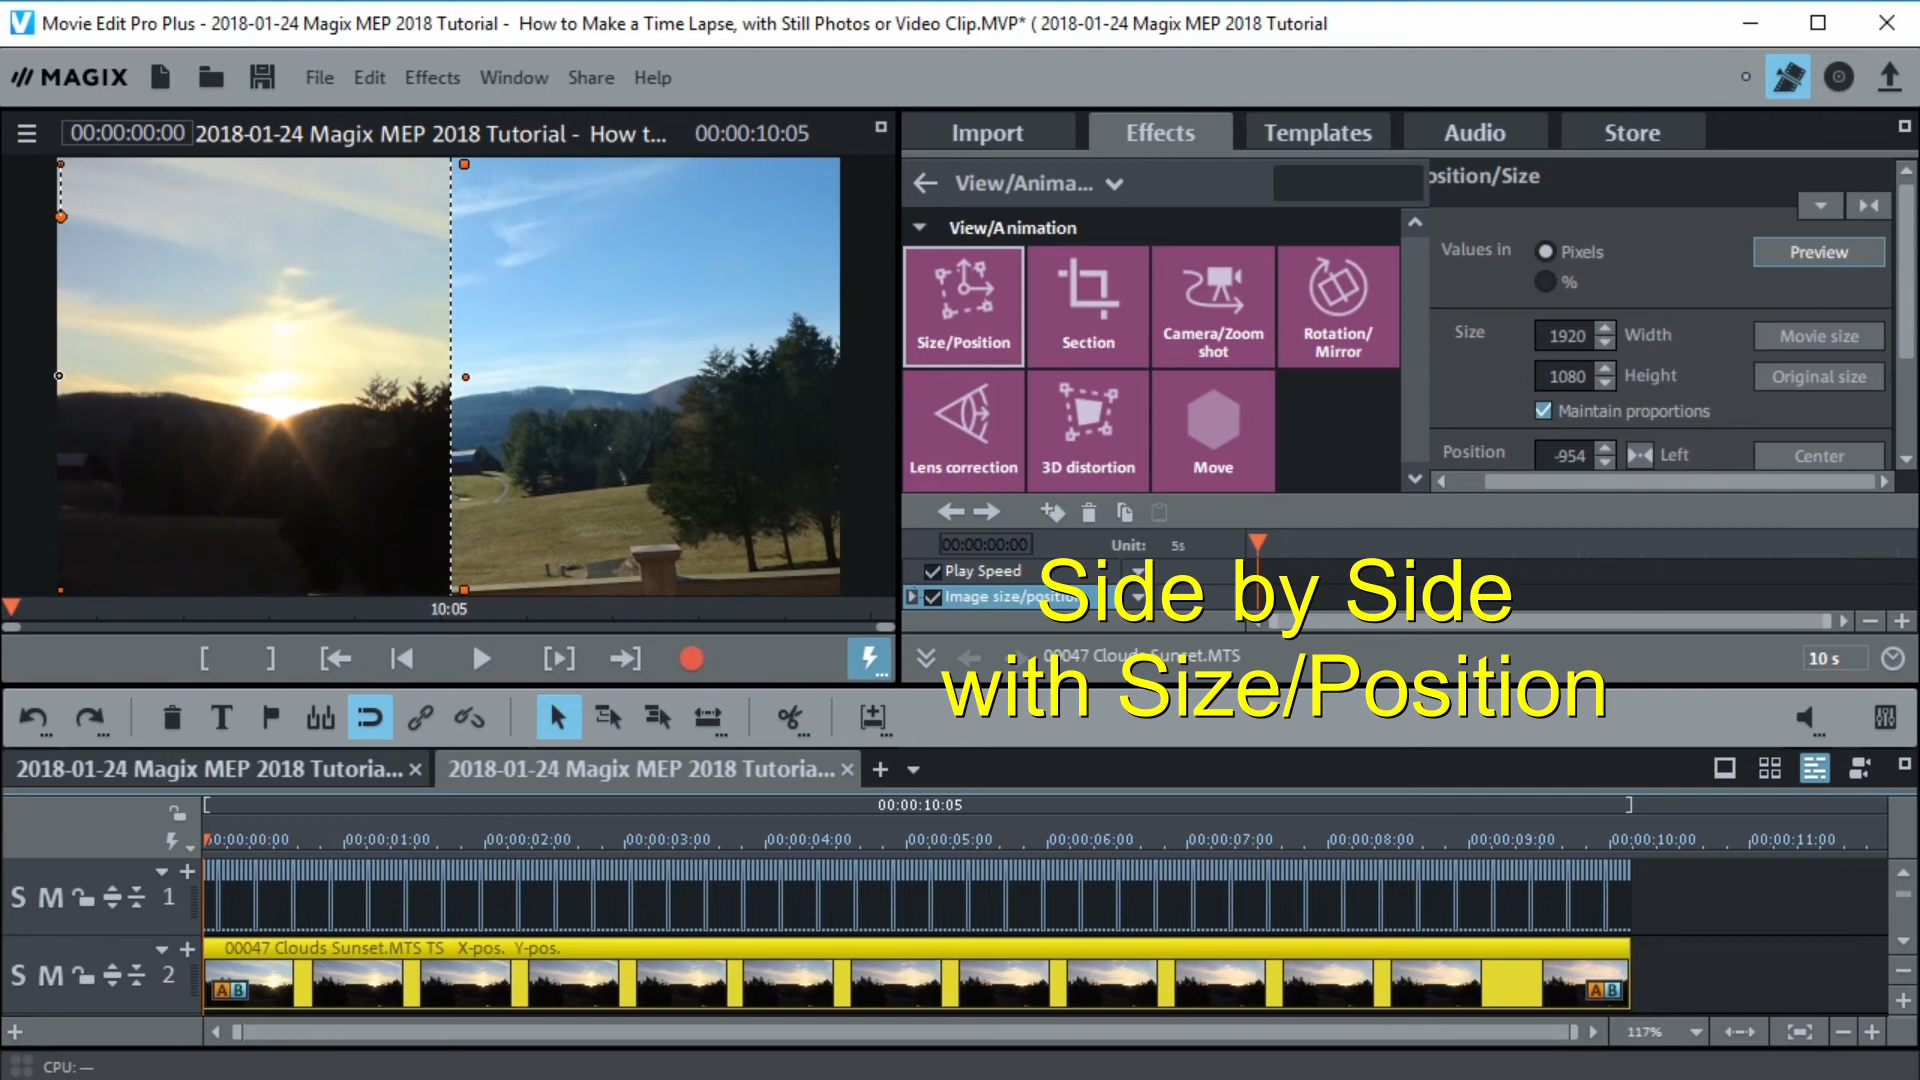 Movie Edit Pro Plus - 2018-01-24 Magix MEP 2018 Tutorial -  How to Make a Time Lapse, with Still Photos or Video Clip.MVP* ( 2018-01-24 Magix MEP 2018 Tutorial
MAGIX File Edit Effects Window Share Help
00:00:00:00 2018-01-24 Magix MEP 2018 Tutorial -  How t... 00:00:10:05
Import Effects Templates Audio Store
View/Anima...
View/Animation
Size/Position Section Camera/Zoom shot Rotation/ Mirror
Lens correction 3D distortion Move
osition/Size
Values in Pixels Preview
%
Size 1920 Width Movie size
1080 Height Original size
Maintain proportions
Position -954 Left Center
00:00:00:00 Unit: 5s
Play Speed
Image size/positio
Side by Side
with Size/Position
10:05
00047 Clouds Sunset.MTS 10 s
2018-01-24 Magix MEP 2018 Tutoria... × 2018-01-24 Magix MEP 2018 Tutoria... ×
00:00:10:05
00:00:00:00 00:00:01:00 00:00:02:00 00:00:03:00 00:00:04:00 00:00:05:00 00:00:06:00 00:00:07:00 00:00:08:00 00:00:09:00 00:00:10:00 00:00:11:00
S M 1
00047 Clouds Sunset.MTS TS X-pos. Y-pos.
S M 2
A B A B
117%
CPU: —